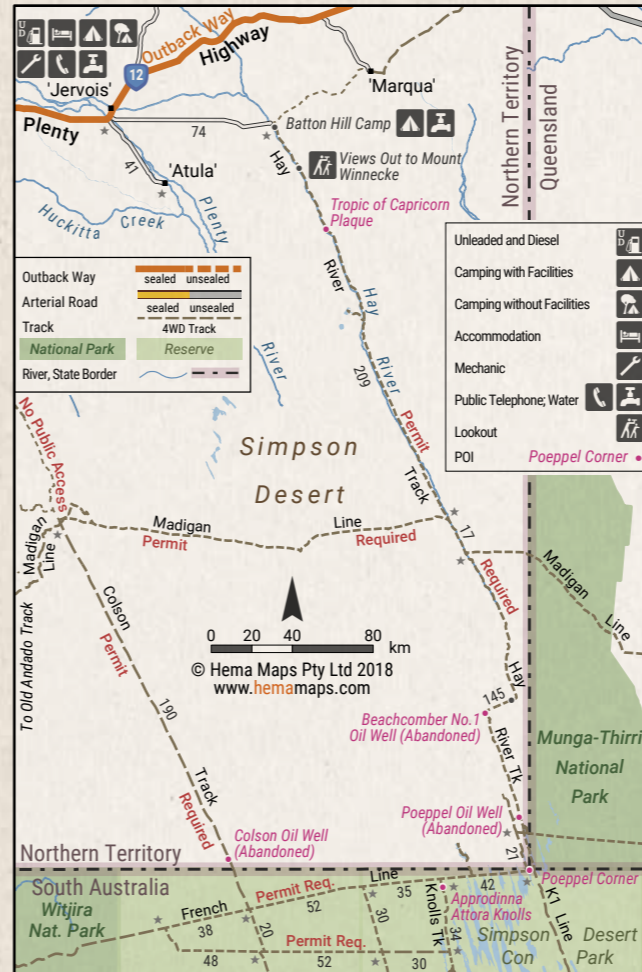 U
D
Outback Way
Highway
12
'Jervois'
'Marqua'
Plenty
74
Batton Hill Camp
41
'Atula'
Hay
Views Out to Mount
Winnecke
Northern Territory
Queensland
Huckitta Creek
Plenty
Tropic of Capricorn
Plaque
River
Hay
River
Outback Way
sealed unsealed
Arterial Road
sealed unsealed
Track
4WD Track
National Park
Reserve
River, State Border
River
Unleaded and Diesel
U
D
Camping with Facilities
Camping without Facilities
Accommodation
Mechanic
Public Telephone; Water
Lookout
POI
Poeppel Corner
209
Permit
Track
No Public Access
Simpson
Desert
Madigan
Line
Madigan
Line
Permit
Required
17
Required
Madigan
Line
To Old Andado Track
Colson
Permit
190
Track
Required
0 20 40 80 km
© Hema Maps Pty Ltd 2018
www.hemamaps.com
Hay
145
River Tk
Beachcomber No.1
Oil Well (Abandoned)
Munga-Thirri
National
Park
Poeppel Oil Well
(Abandoned)
21
Colson Oil Well
(Abandoned)
Northern Territory
South Australia
Poeppel Corner
Witjira
Nat. Park
French
Permit Req.
Line
38
52
35
42
Approdinna
Attora Knolls
Knolls Tk
K1 Line
20
30
34
Permit Req.
48
52
30
Simpson Desert
Con Park